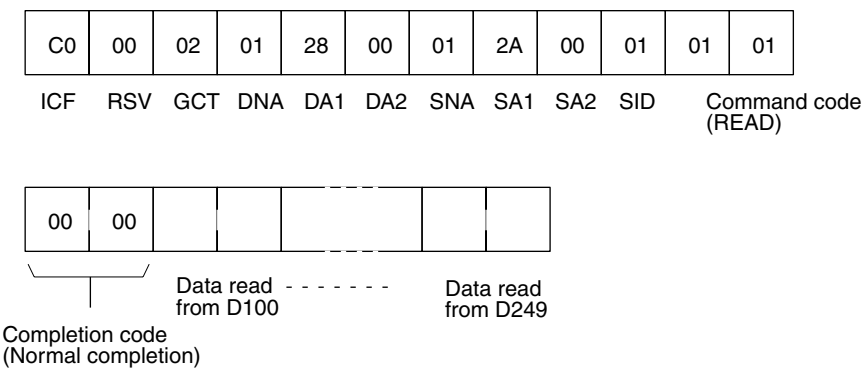 C0 00 02 01 28 00 01 2A 00 01 01 01
ICF RSV GCT DNA DA1 DA2 SNA SA1 SA2 SID Command code
(READ)
00 00
Data read - - - - - - - Data read
from D100 from D249
Completion code
(Normal completion)